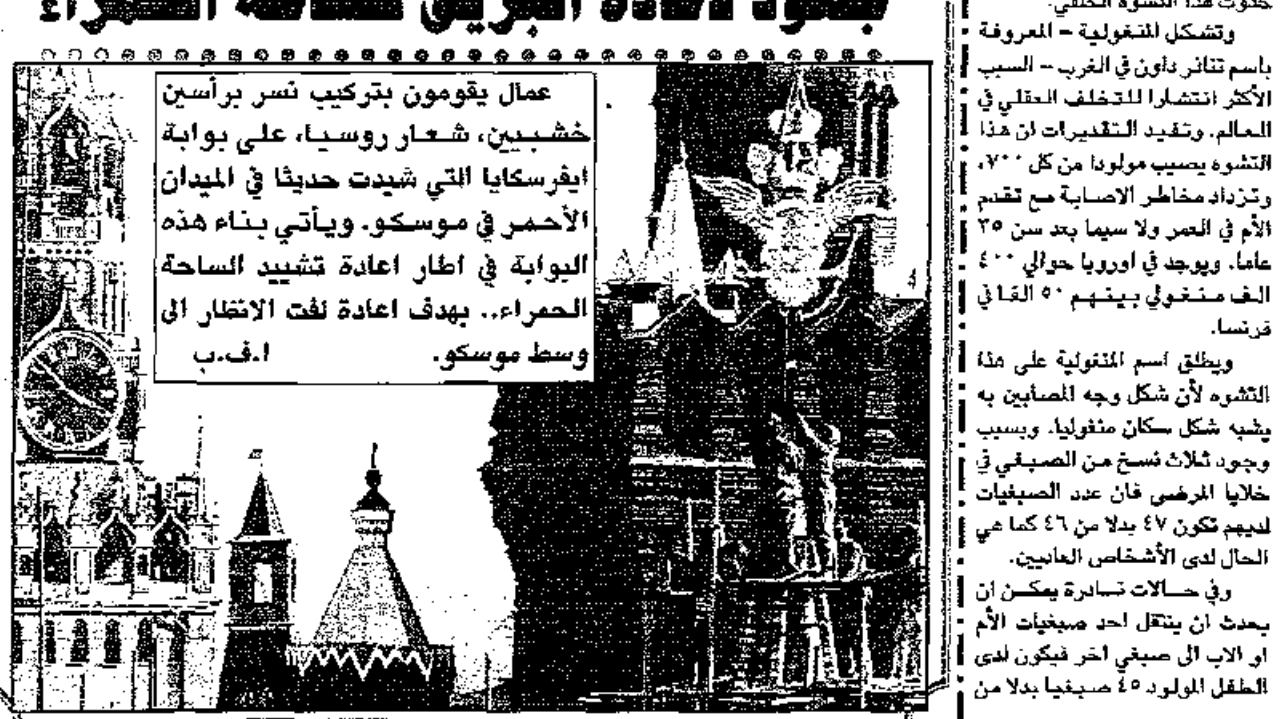 عمال يقومون بتركيب نسر برأسين
خشبيين، شعار روسيا، على بوابة
ايفرسكايا التي شيدت حديثا في الميدان
الأحمر في موسكو. ويأتي بناء هذه
البوابة في اطار اعادة تشييد الساحة
الحمراء.. بهدف اعادة لفت الانظار الى
وسط موسكو.
ا.ف.ب
حدوث هذا التشوه الخلقي.
وتشكل المنغولية - المعروفة
باسم تناذر داون في الغرب - السبب
الأكثر انتشارا للتخلف العقلي في
العالم. وتفيد التقديرات ان هذا
التشوه يصيب مولودا من كل ٧٠٠،
وتزداد مخاطر الاصابة مع تقدم
الأم في العمر ولا سيما بعد سن ٣٥
عاما. ويوجد في اوروبا حوالي ٤٠٠
الف منغولي بينهم ٥٠ الفا في
فرنسا.
ويطلق اسم المنغولية على هذا
التشوه لأن شكل وجه المصابين به
يشبه شكل سكان منغوليا. وبسبب
وجود ثلاث نسخ من الصبغي في
خلايا المرضى فان عدد الصبغيات
لديهم تكون ٤٧ بدلا من ٤٦ كما هي
الحال لدى الأشخاص العاديين.
وفي حالات نادرة يمكن ان
يحدث ان ينتقل احد صبغيات الأم
او الاب الى صبغي اخر فيكون لدى
الطفل المولود ٤٥ صبغيا بدلا من